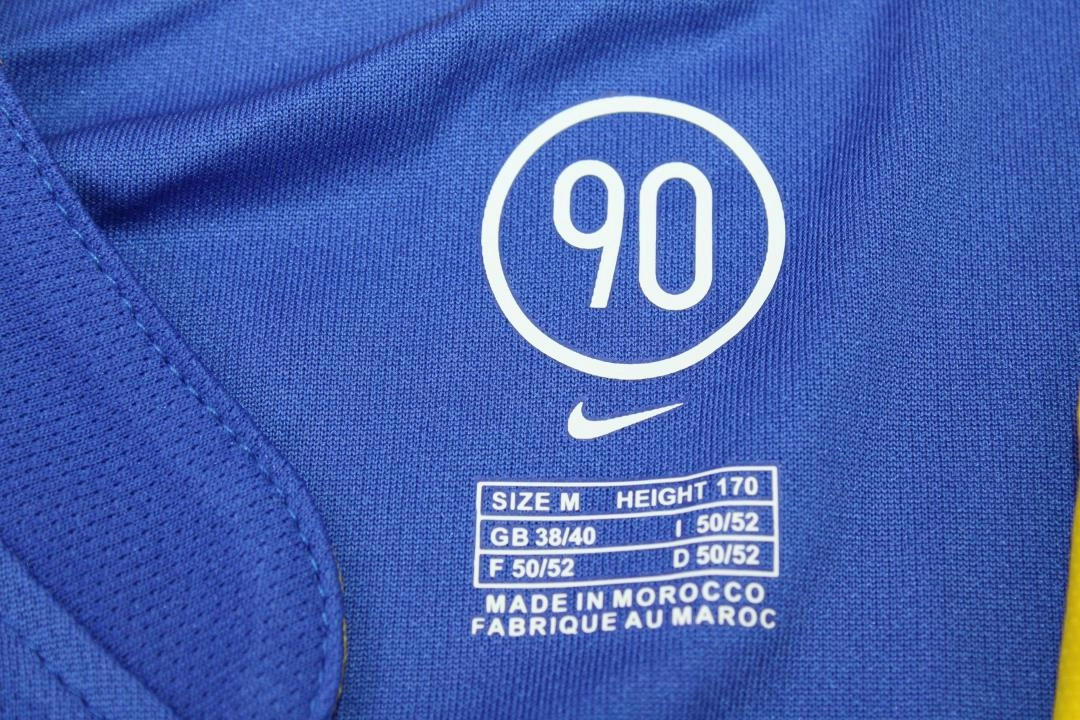 90
SIZE M HEIGHT 170
GB 38/40 I 50/52
F 50/52 D 50/52
MADE IN MOROCCO
FABRIQUE AU MAROC